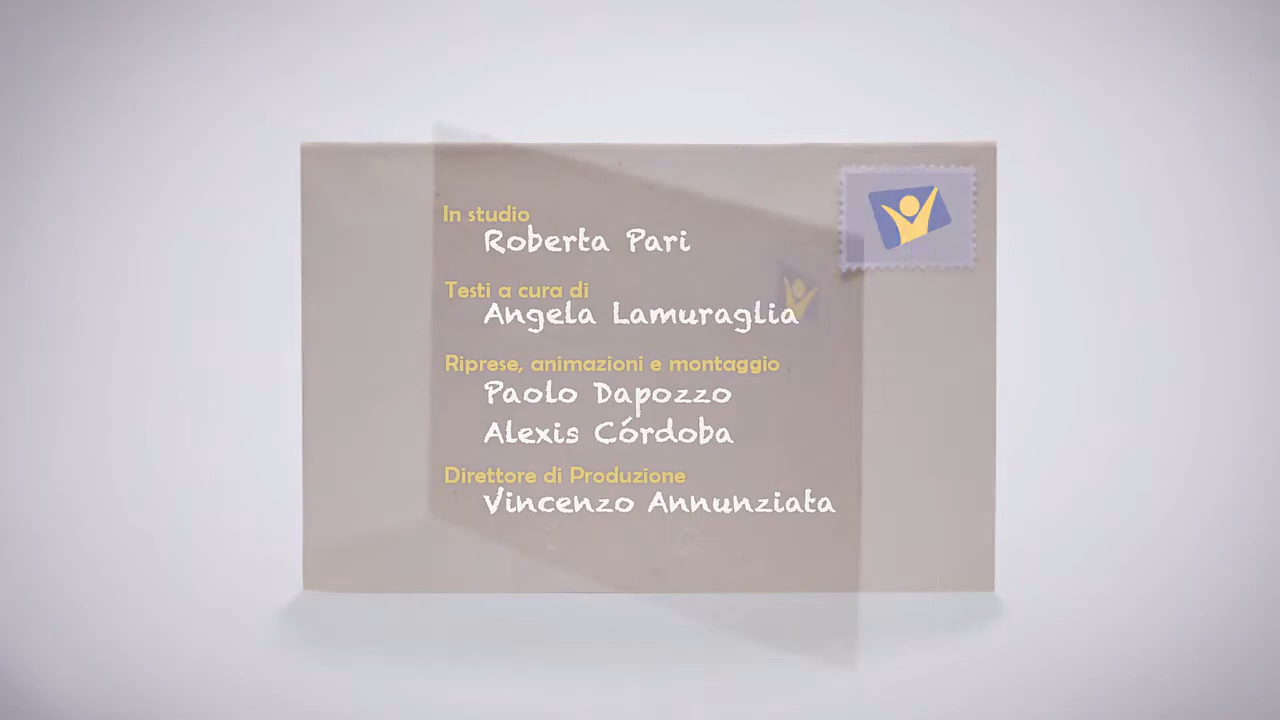 In studio
Roberta Pari
Testi a cura di
Angela Lamuraglia
Riprese, animazioni e montaggio
Paolo Dapozzo
Alexis Córdoba
Direttore di Produzione
Vincenzo Annunziata